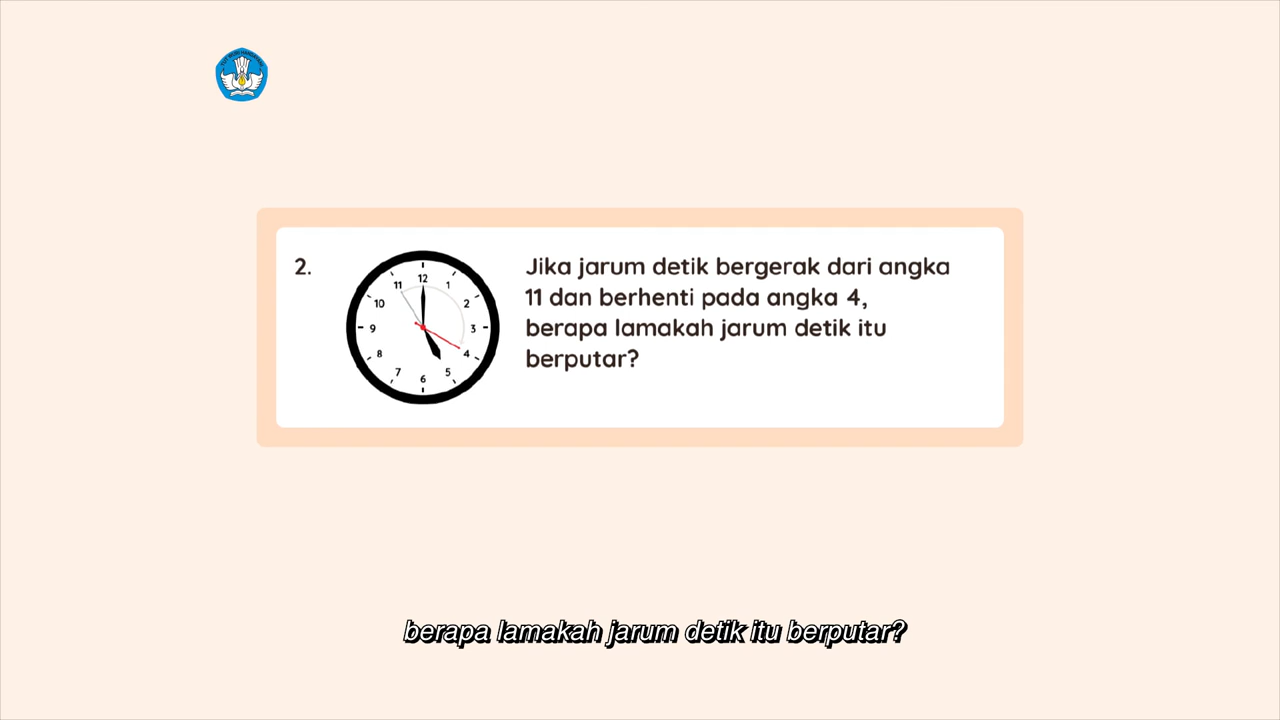 2.
12
11
1
10
2
9
3
8
4
7
5
6
Jika jarum detik bergerak dari angka
11 dan berhenti pada angka 4,
berapa lamakah jarum detik itu
berputar?
berapa lamakah jarum detik itu berputar?